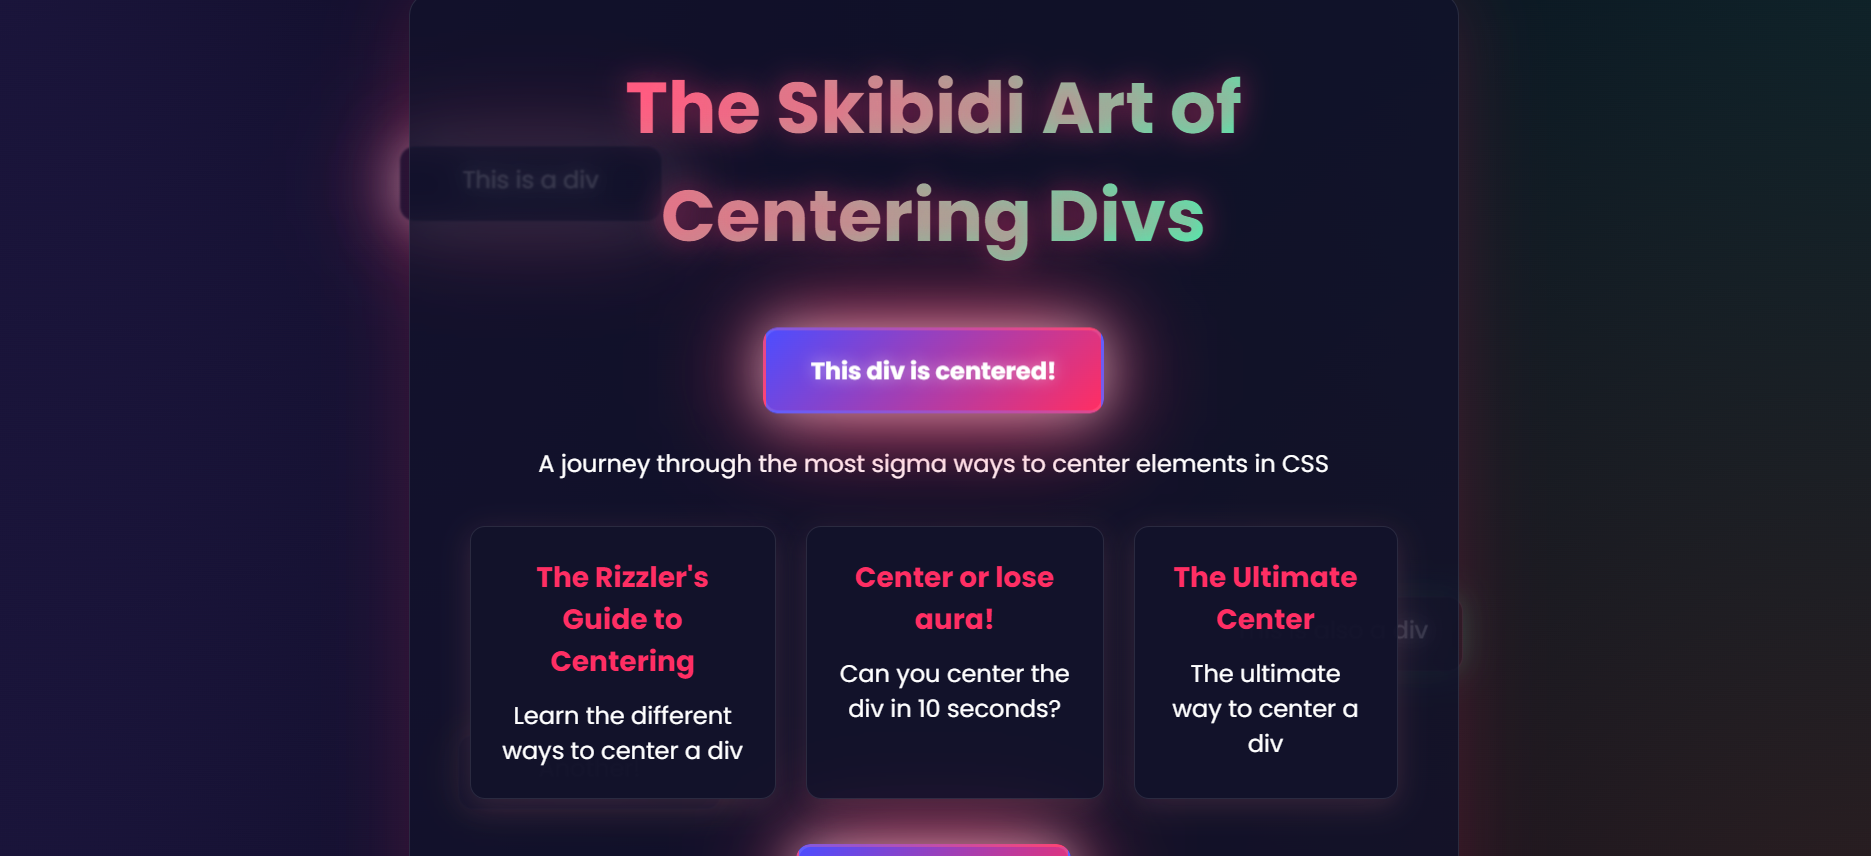 The Skibidi Art of
This is a div
Centering Divs
This div is centered!
A journey through the most sigma ways to center elements in CSS
The Rizzler's
Guide to
Centering
Learn the different
ways to center a div
Center or lose
aura!
Can you center the
div in 10 seconds?
The Ultimate
Center
The ultimate
way to center a
div
div